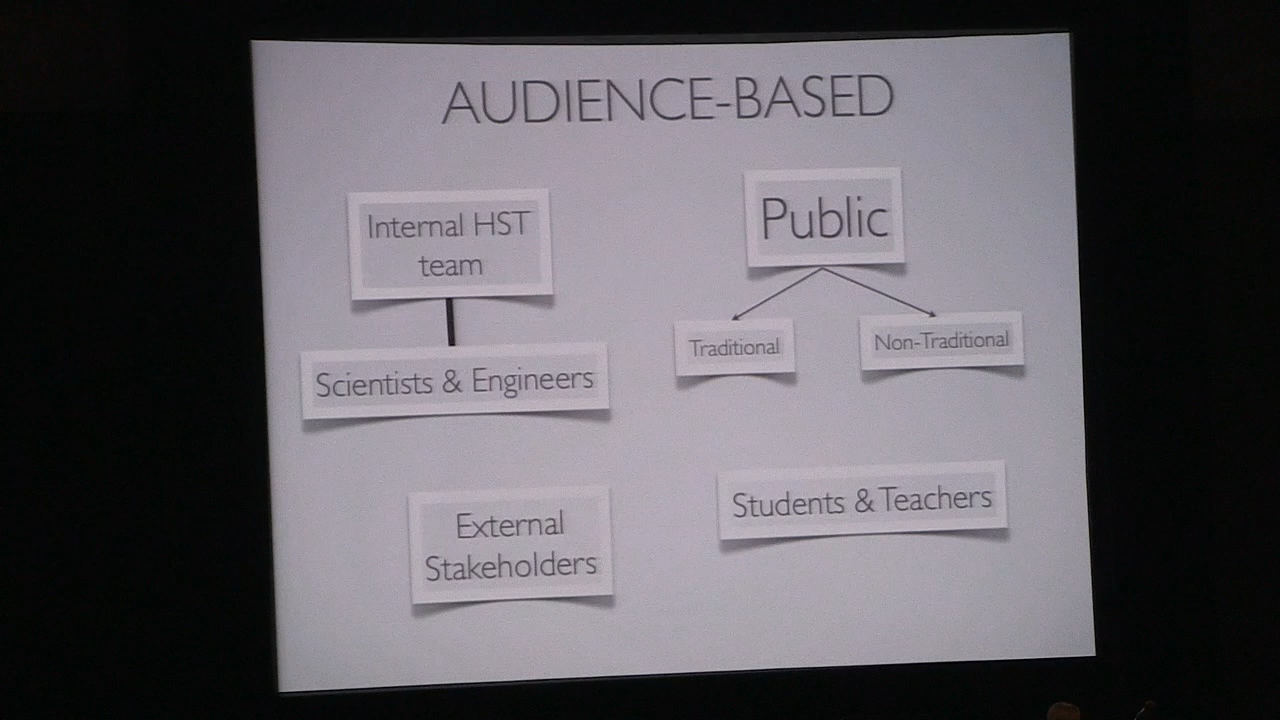 AUDIENCE-BASED
Internal HST
team
Scientists & Engineers
External
Stakeholders
Public
Traditional
Non-Traditional
Students & Teachers